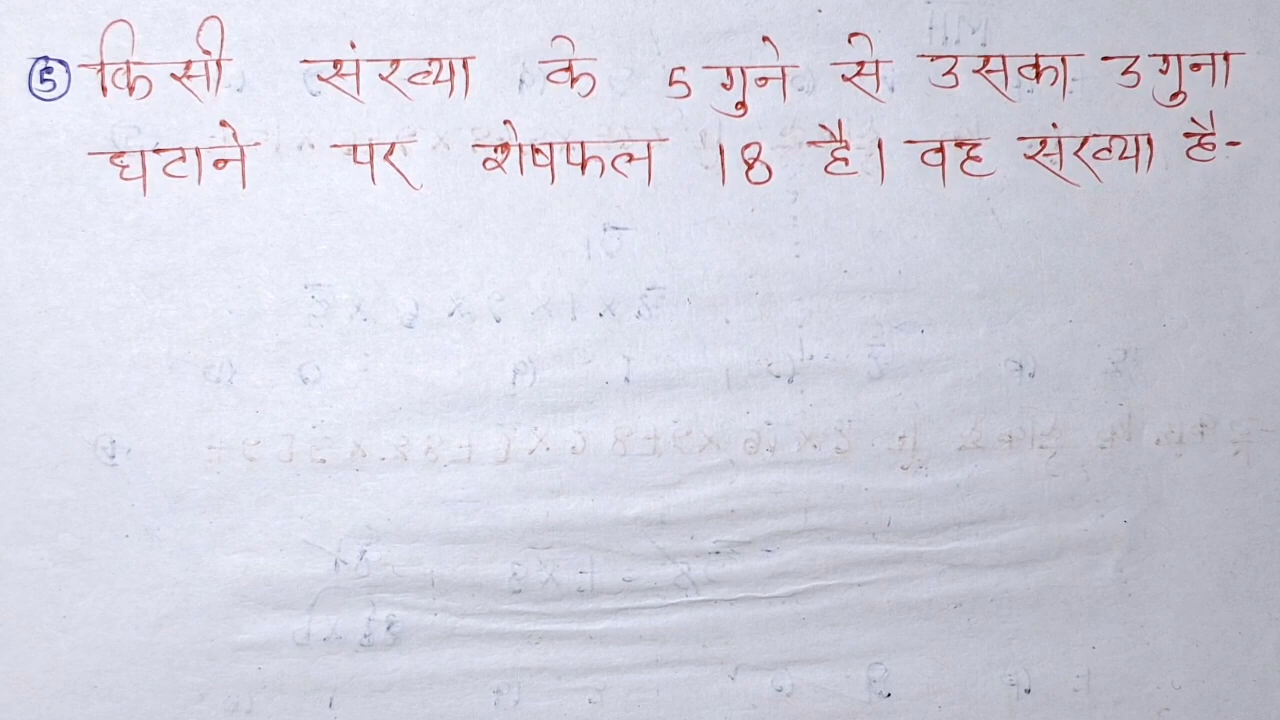 ⑤ किसी संख्या के 5 गुने से उसका 3 गुना
घटाने पर शेषफल 18 है। वह संख्या है-